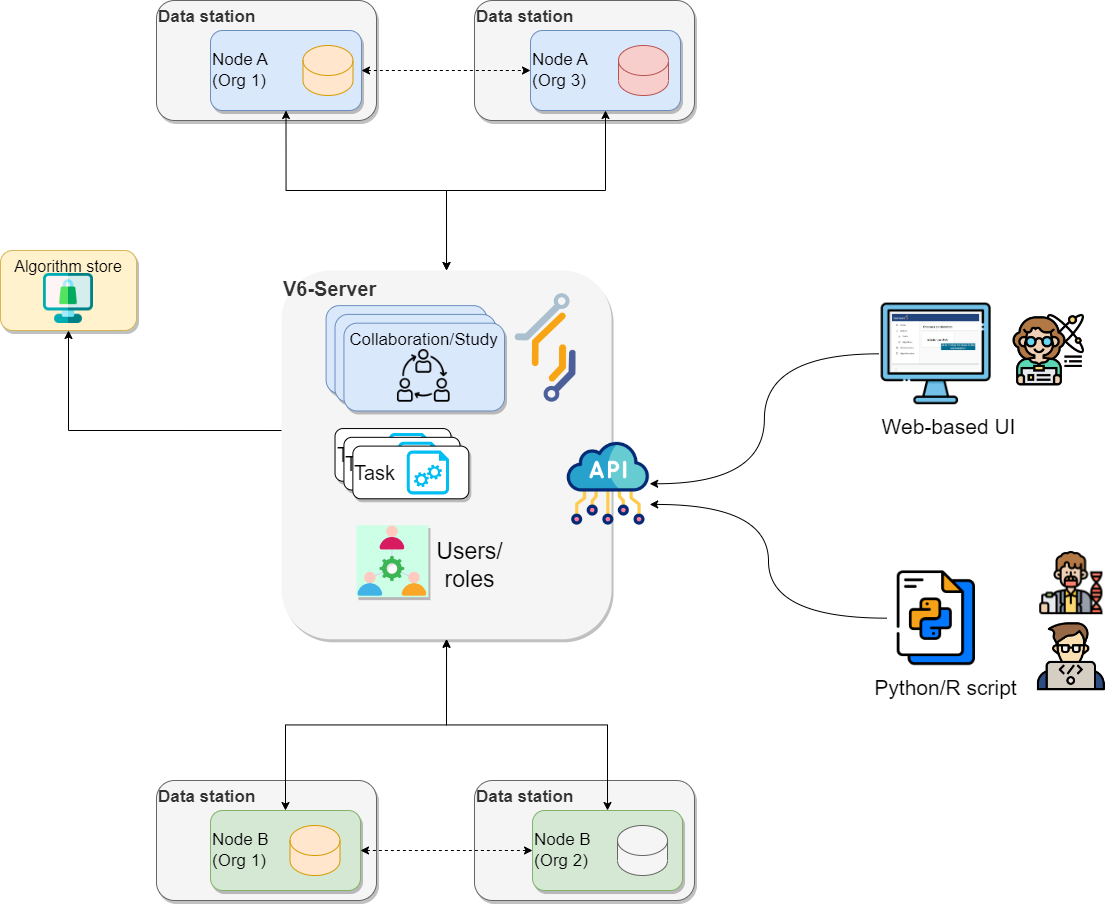 Data station
Node A
(Org 1)
Data station
Node A
(Org 3)
Algorithm store
V6-Server
Collaboration/Study
Task
Users/
roles
API
Web-based UI
Python/R script
Data station
Node B
(Org 1)
Data station
Node B
(Org 2)